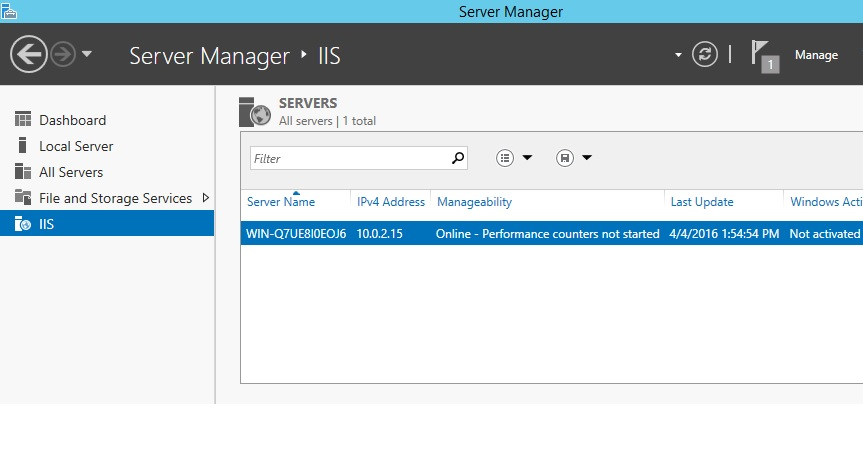 Server Manager
Server Manager ‣ IIS
1
Manage
Dashboard
Local Server
All Servers
File and Storage Services
IIS
SERVERS
All servers | 1 total
Filter
Server Name IPv4 Address Manageability Last Update Windows Acti
WIN-Q7UE8I0EOJ6 10.0.2.15 Online - Performance counters not started 4/4/2016 1:54:54 PM Not activated